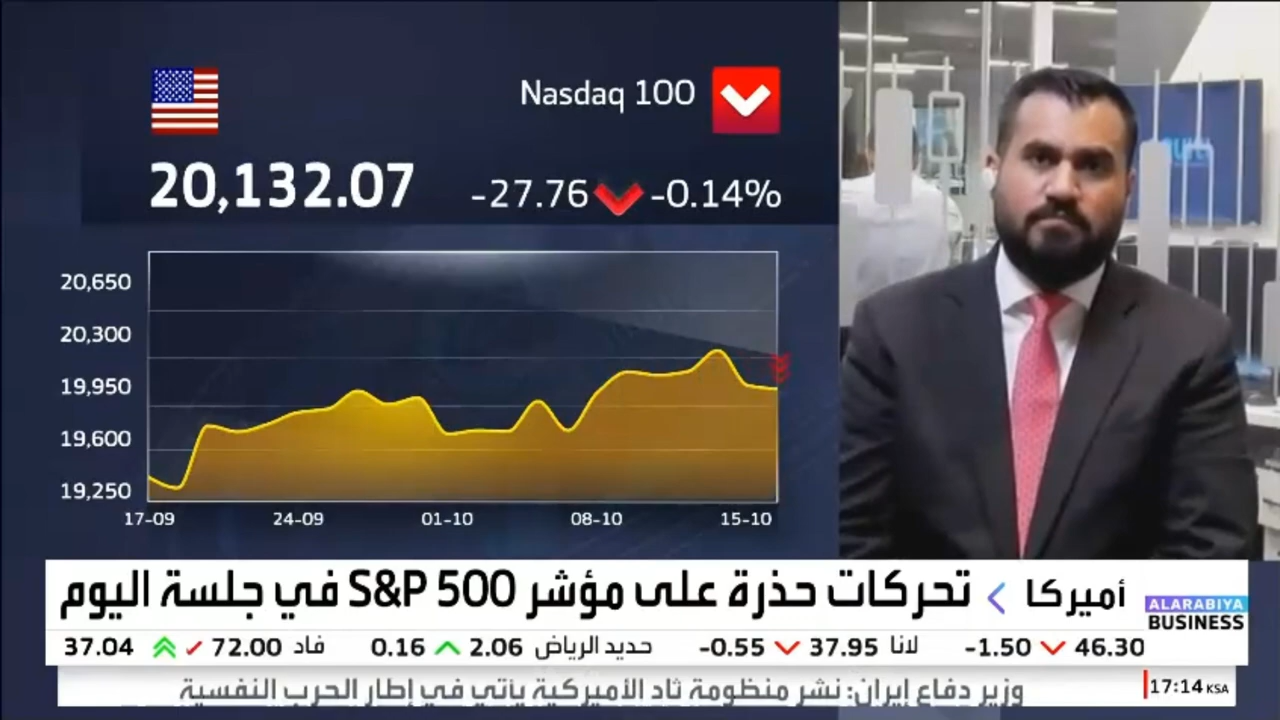 Nasdaq 100
20,132.07 -27.76 -0.14%
20,650
20,300
19,950
19,600
19,250
17-09 24-09 01-10 08-10 15-10
أميركا > تحركات حذرة على مؤشر S&P 500 في جلسة اليوم
ALARABIYA
BUSINESS
46.30 -1.50 لانا 37.95 -0.55 حديد الرياض 2.06 0.16 فاد 72.00 37.04
وزير دفاع إيران: نشر منظومة ثاد الأميركية يأتي في إطار الحرب النفسية
17:14 KSA